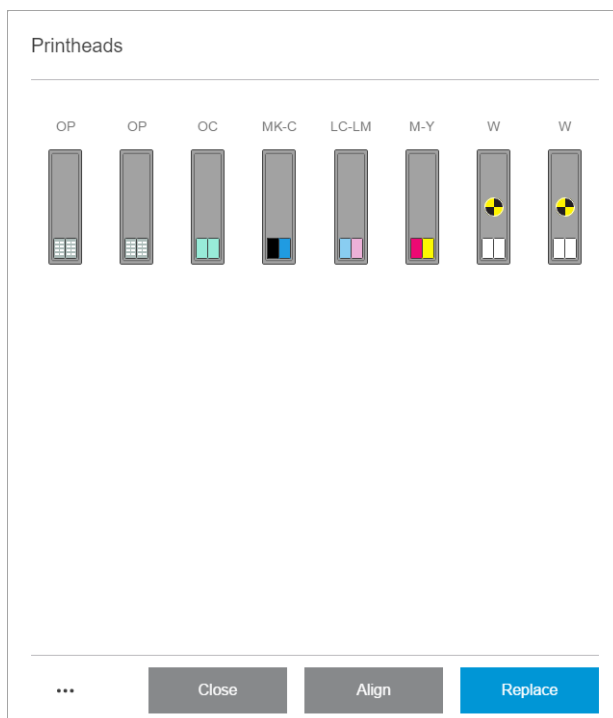 Printheads
OP OP OC MK-C LC-LM M-Y W W
... Close Align Replace